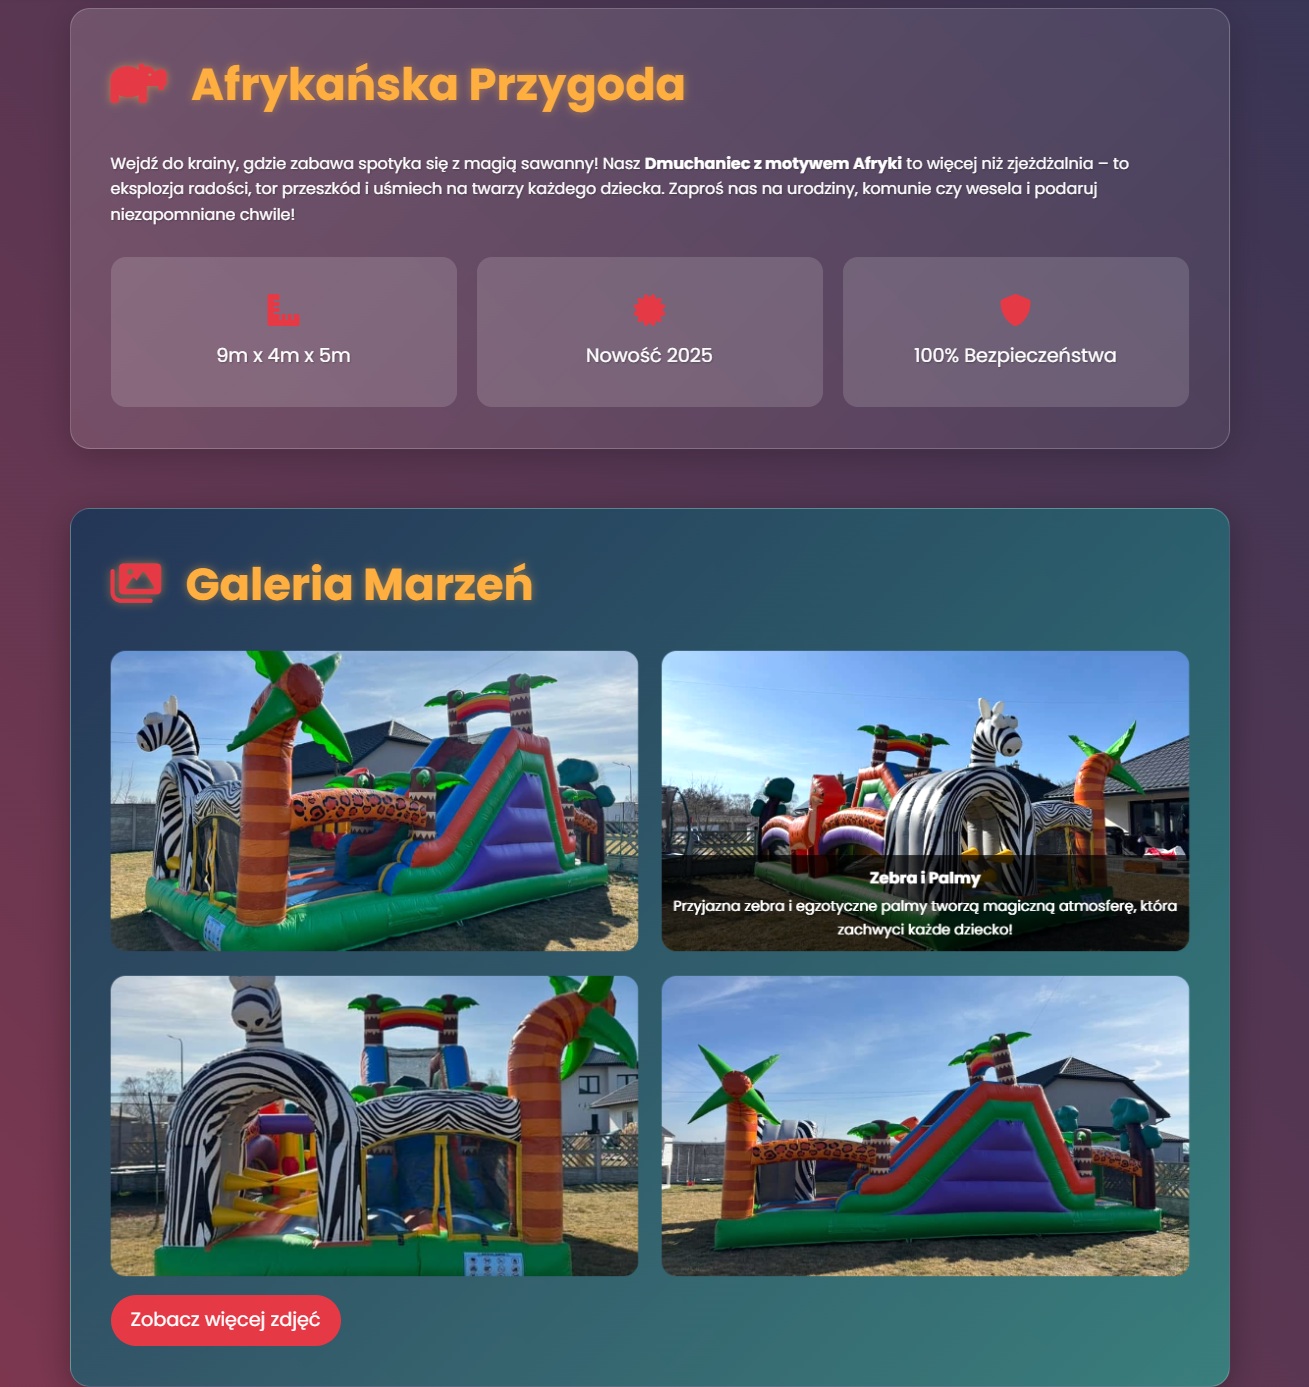 Afrykańska Przygoda
Wejdź do krainy, gdzie zabawa spotyka się z magią sawanny! Nasz Dmuchaniec z motywem Afryki to więcej niż zjeżdżalnia – to
eksplozja radości, tor przeszkód i uśmiech na twarzy każdego dziecka. Zaproś nas na urodziny, komunie czy wesela i podaruj
niezapomniane chwile!
9m x 4m x 5m
Nowość 2025
100% Bezpieczeństwa
Galeria Marzeń
Zebra i Palmy
Przyjazna zebra i egzotyczne palmy tworzą magiczną atmosferę, która
zachwyci każde dziecko!
Zobacz więcej zdjęć